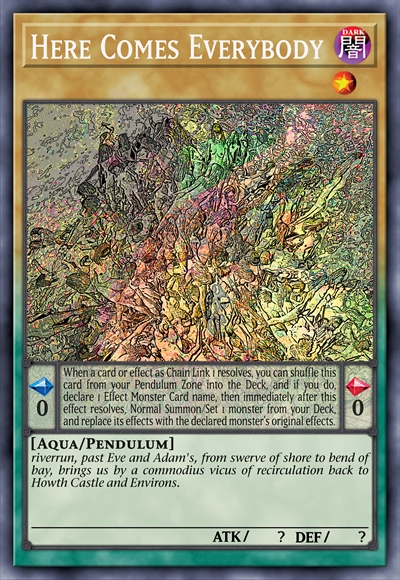 HERE COMES EVERYBODY
DARK
闇
When a card or effect as Chain Link 1 resolves, you can shuffle this
card from your Pendulum Zone into the Deck, and if you do,
declare 1 Effect Monster Card name, then immediately after this
effect resolves, Normal Summon/Set 1 monster from your Deck,
and replace its effects with the declared monster's original effects.
0
0
[AQUA/PENDULUM]
riverrun, past Eve and Adam's, from swerve of shore to bend of
bay, brings us by a commodius vicus of recirculation back to
Howth Castle and Environs.
ATK/ ? DEF/ ?